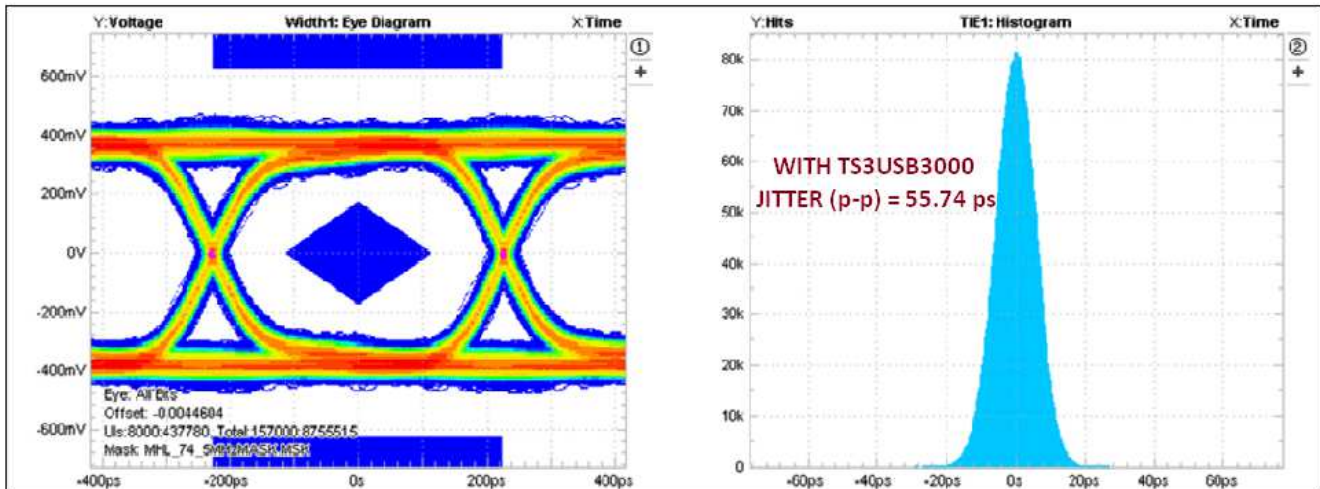 Y:Voltage Width1: Eye Diagram X:Time
①
+
600mV
400mV
200mV
0V
-200mV
-400mV
-600mV
Eye: All Bits
Offset: -0.0044604
UIs:8000:437780 Total:157000:8755515
Mask: MHL_74_5MHzMASK.MSK
-400ps -200ps 0s 200ps 400ps
Y:Hits TIE1: Histogram X:Time
②
+
80k
70k
60k
50k
40k
30k
20k
10k
0
WITH TS3USB3000
JITTER (p-p) = 55.74 ps
-60ps -40ps -20ps 0s 20ps 40ps 60ps